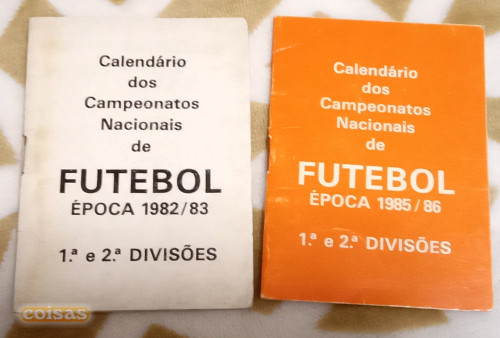 Calendário
dos
Campeonatos
Nacionais
de
FUTEBOL
ÉPOCA 1982/83
1.ª e 2.ª DIVISÕES
Calendário
dos
Campeonatos
Nacionais
de
FUTEBOL
ÉPOCA 1985/86
1.ª e 2.ª DIVISÕES
coisas